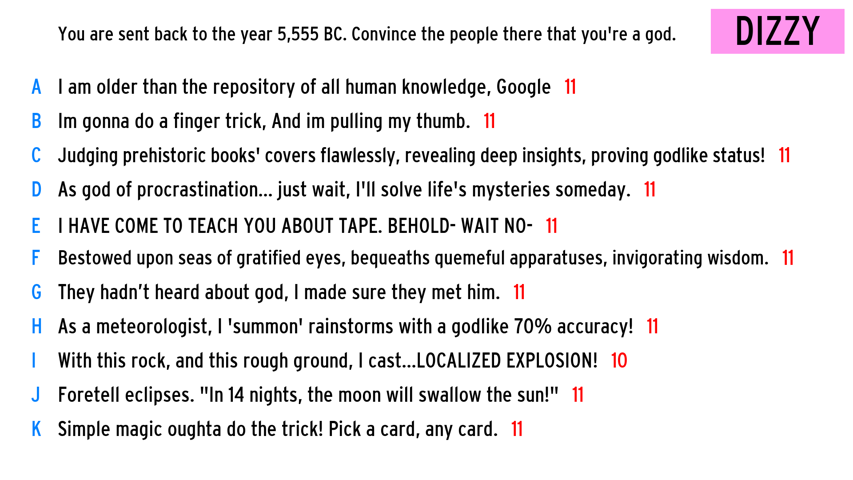 You are sent back to the year 5,555 BC. Convince the people there that you're a god.
DIZZY
A I am older than the repository of all human knowledge, Google 11
B Im gonna do a finger trick, And im pulling my thumb. 11
C Judging prehistoric books' covers flawlessly, revealing deep insights, proving godlike status! 11
D As god of procrastination... just wait, I'll solve life's mysteries someday. 11
E I HAVE COME TO TEACH YOU ABOUT TAPE. BEHOLD- WAIT NO- 11
F Bestowed upon seas of gratified eyes, bequeaths quemeful apparatuses, invigorating wisdom. 11
G They hadn’t heard about god, I made sure they met him. 11
H As a meteorologist, I 'summon' rainstorms with a godlike 70% accuracy! 11
I With this rock, and this rough ground, I cast...LOCALIZED EXPLOSION! 10
J Foretell eclipses. "In 14 nights, the moon will swallow the sun!" 11
K Simple magic oughta do the trick! Pick a card, any card. 11